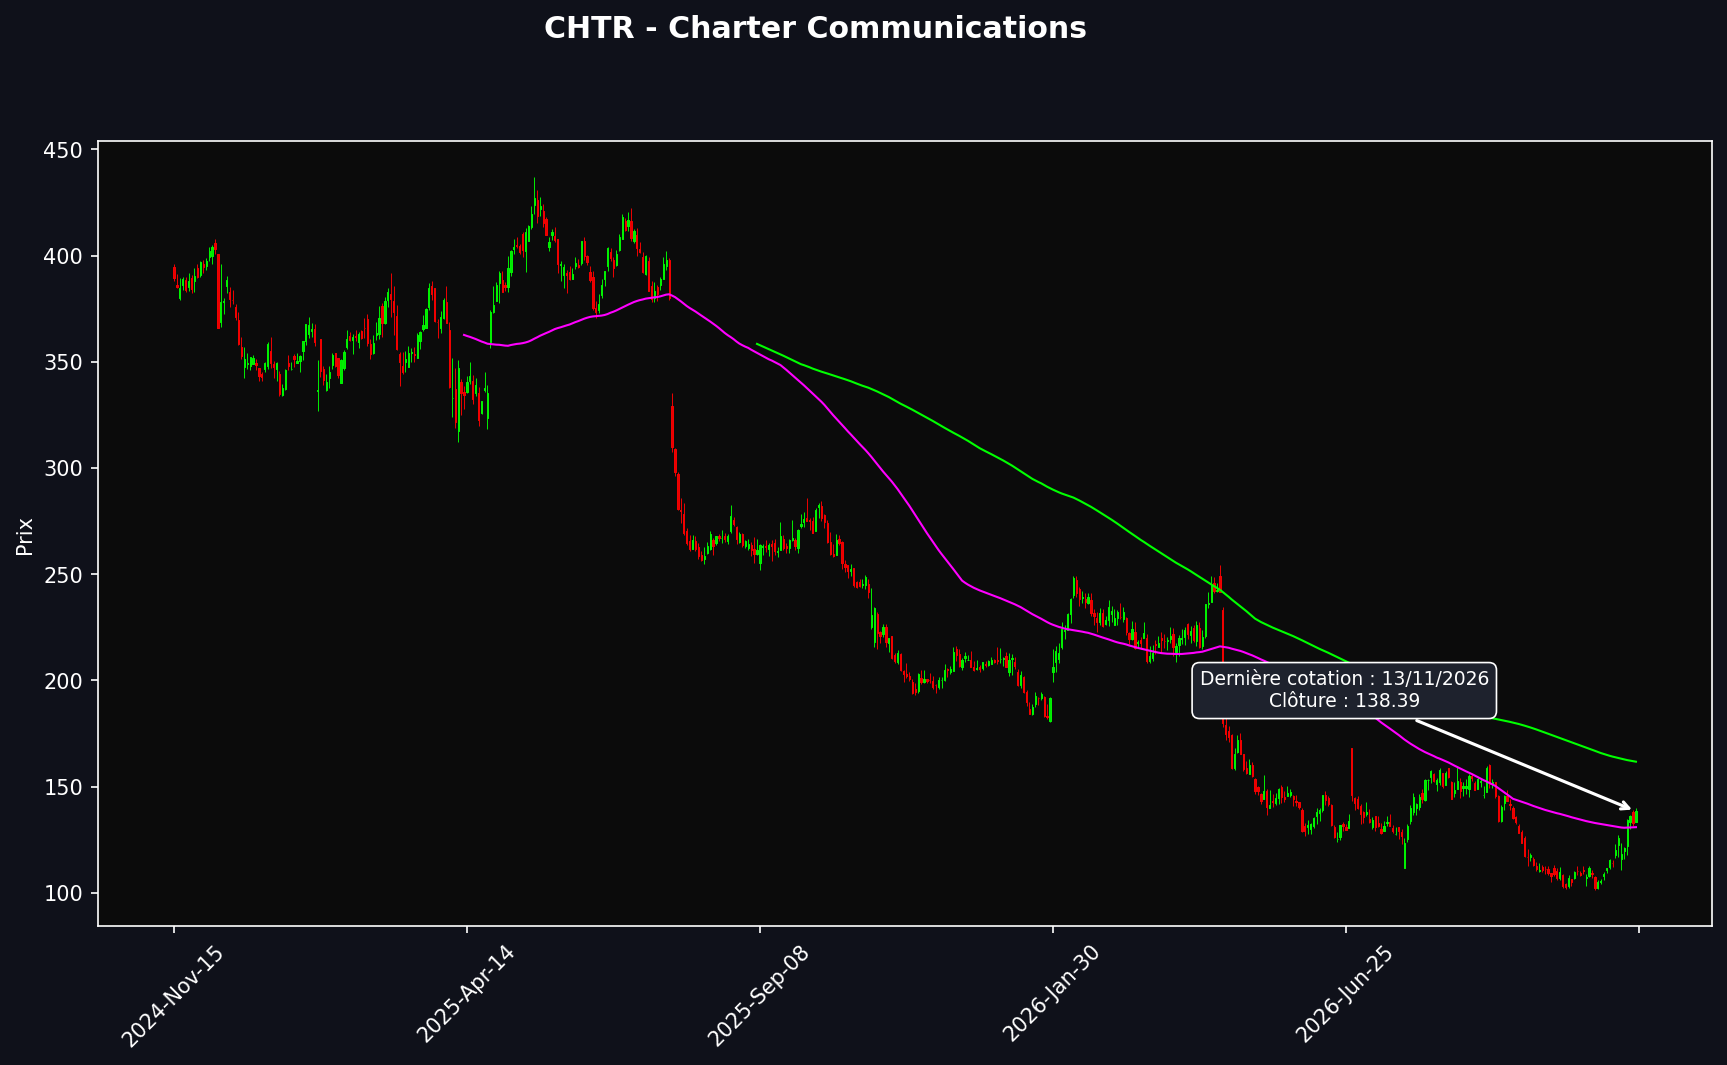 CHTR - Charter Communications
450
400
350
300
250
200
150
100
Prix
Dernière cotation : 13/11/2026
Clôture : 138.39
2024-Nov-15
2025-Apr-14
2025-Sep-08
2026-Jan-30
2026-Jun-25